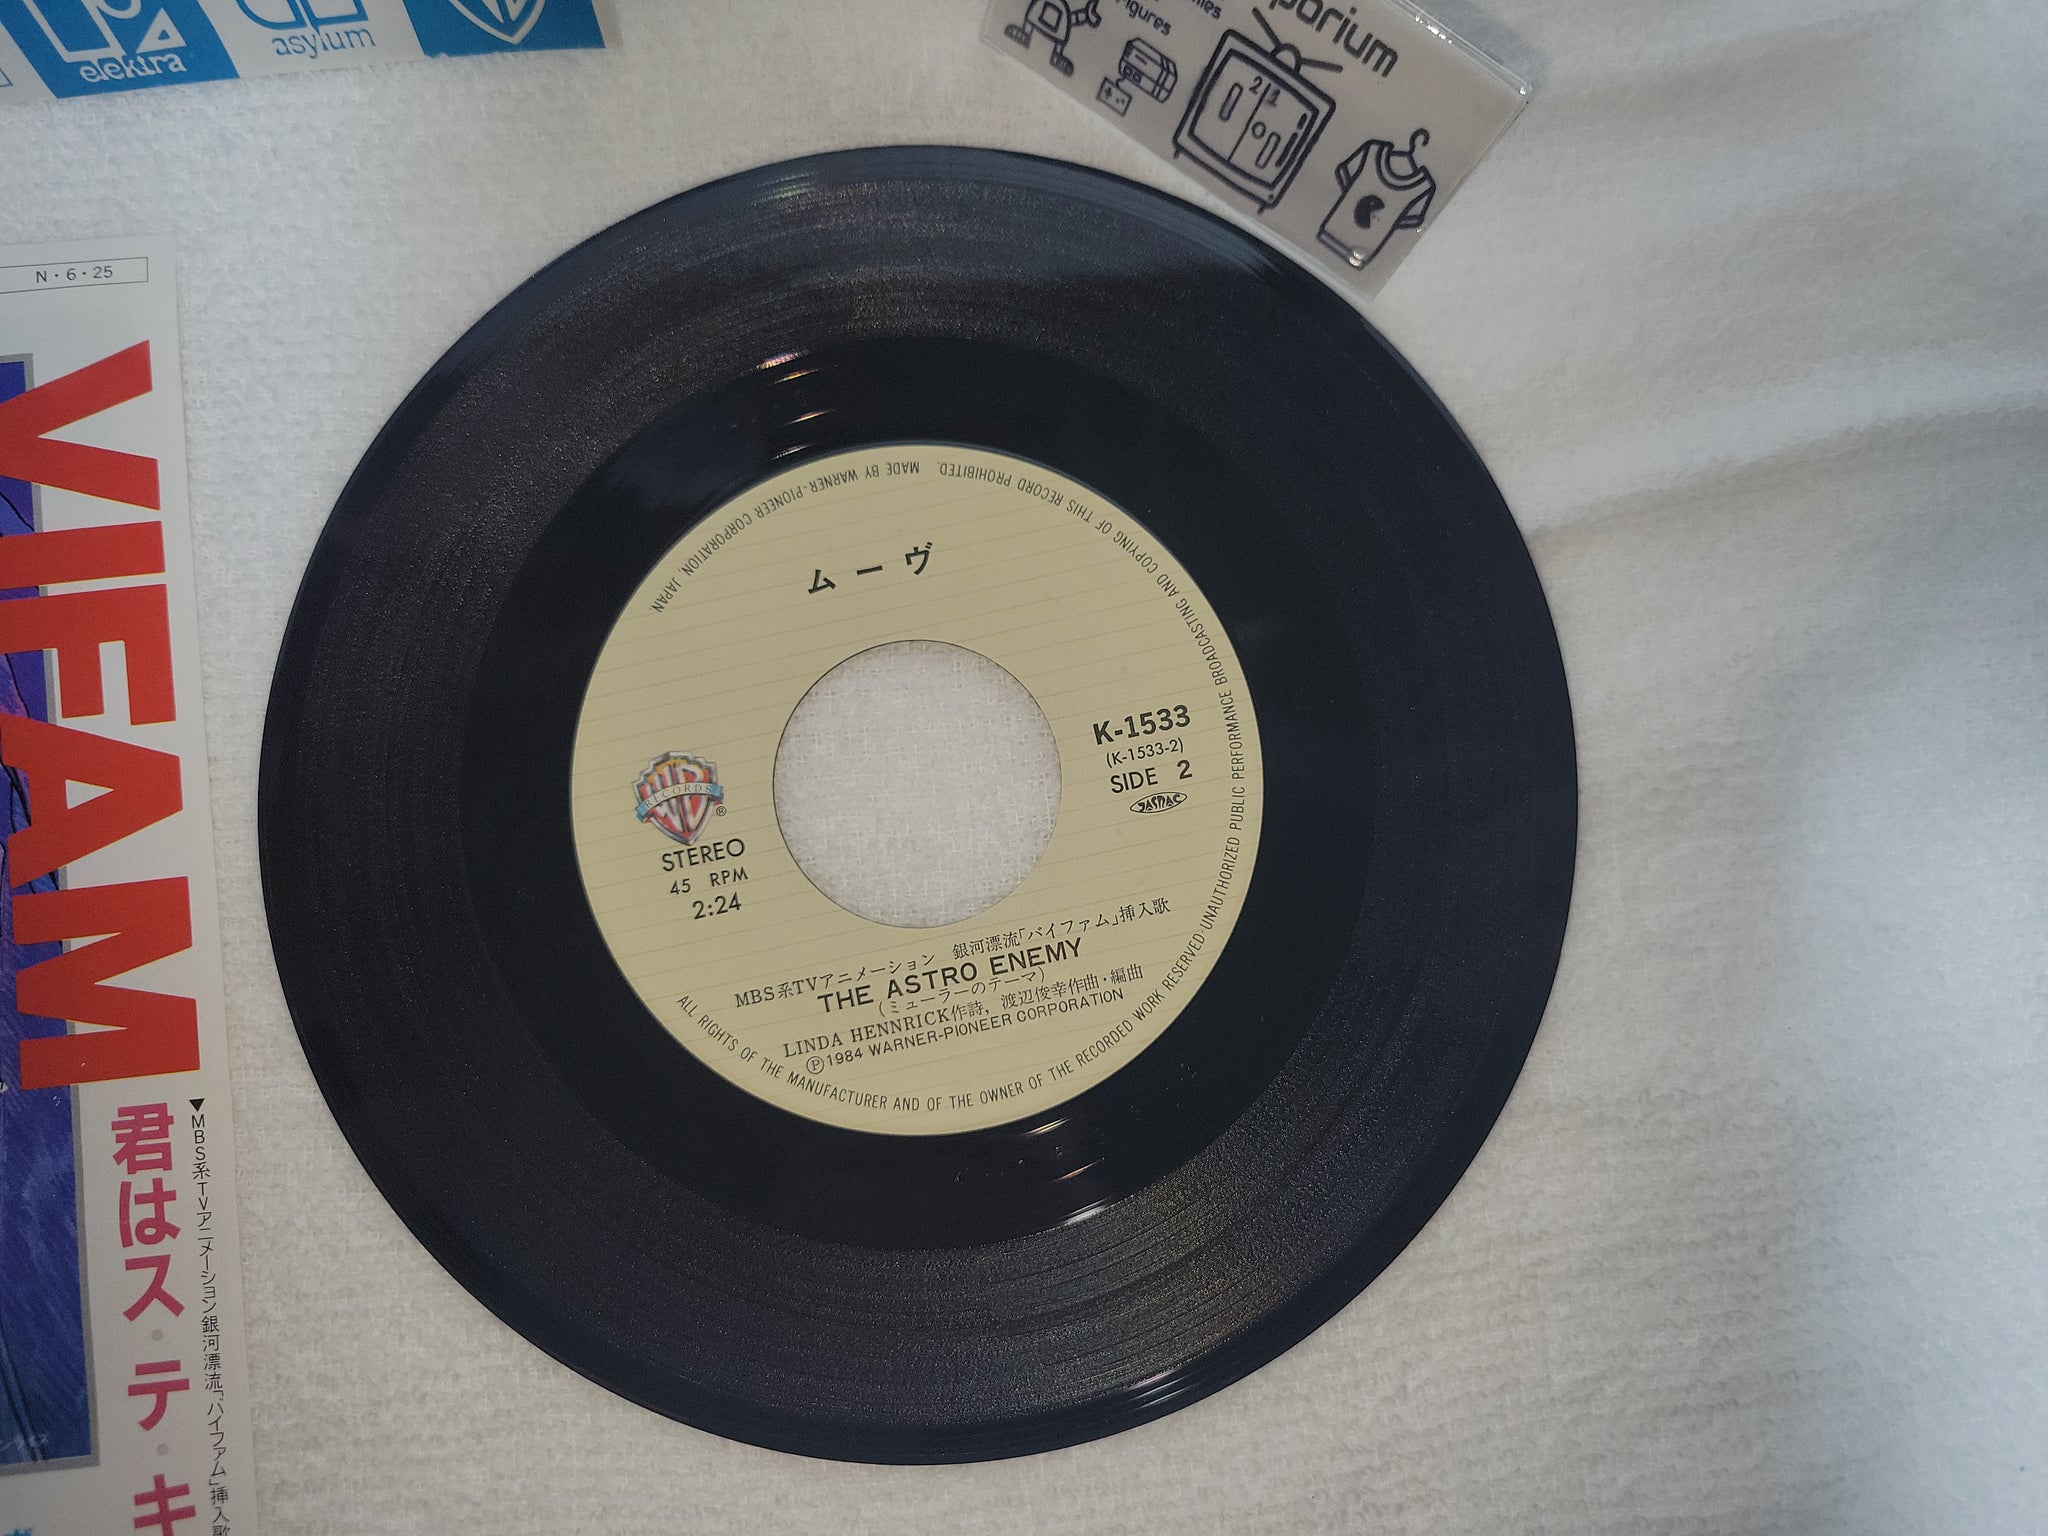 elektra
asylum
Figures
21
N・6・25
VIFAM
君はス・テ・キ
▼MBS系TVアニメーション銀河漂流「バイファム」挿入歌
MADE BY WARNER-PIONEER CORPORATION, JAPAN.
ムーヴ
K-1533
(K-1533-2)
SIDE 2
JASRAC
WB
RECORDS
®
STEREO
45 RPM
2:24
MBS系TVアニメーション 銀河漂流「バイファム」挿入歌
THE ASTRO ENEMY
(ミューラーのテーマ)
LINDA HENNRICK作詩, 渡辺俊幸作曲・編曲
Ⓟ1984 WARNER-PIONEER CORPORATION
ALL RIGHTS OF THE MANUFACTURER AND OF THE OWNER OF THE RECORDED WORK RESERVED·UNAUTHORIZED PUBLIC PERFORMANCE BROADCASTING AND COPYING OF THIS RECORD PROHIBITED.